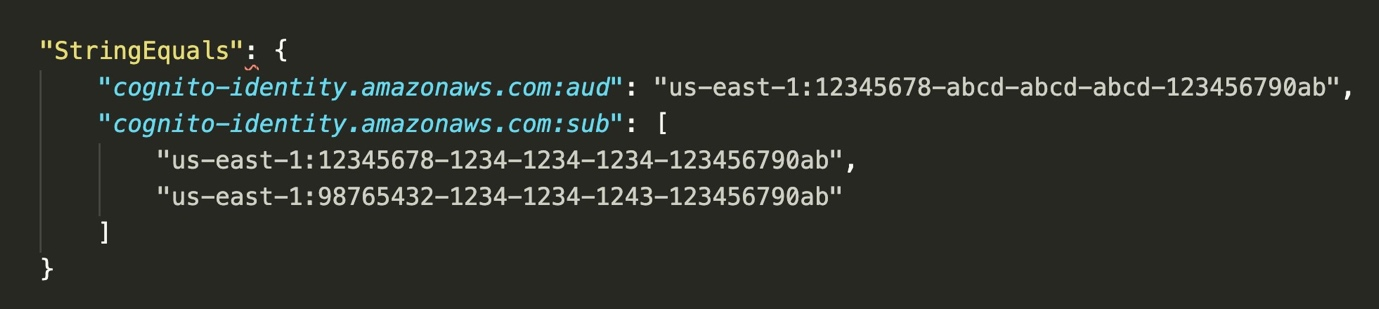 "StringEquals": {
"cognito-identity.amazonaws.com:aud": "us-east-1:12345678-abcd-abcd-abcd-123456790ab",
"cognito-identity.amazonaws.com:sub": [
"us-east-1:12345678-1234-1234-1234-123456790ab",
"us-east-1:98765432-1234-1234-1243-123456790ab"
]
}